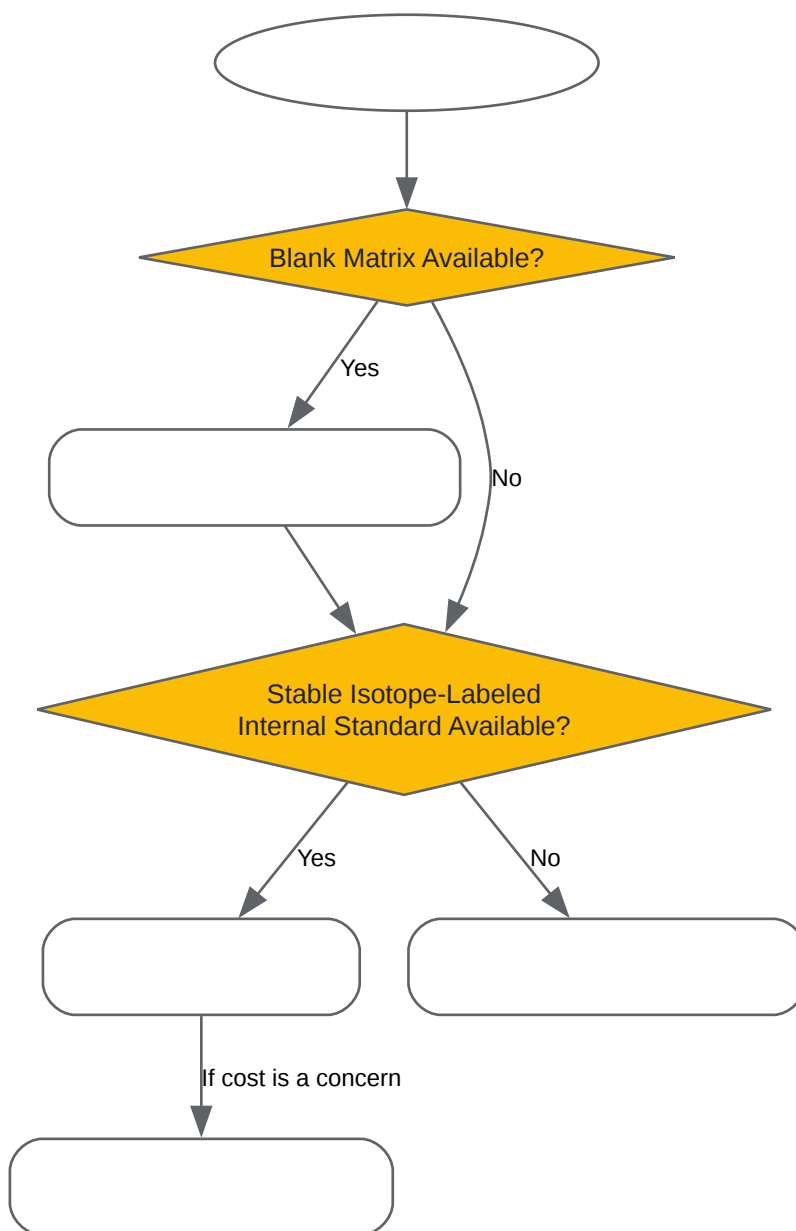 Blank Matrix Available?
Yes
No
Stable Isotope-Labeled
Internal Standard Available?
Yes
No
If cost is a concern